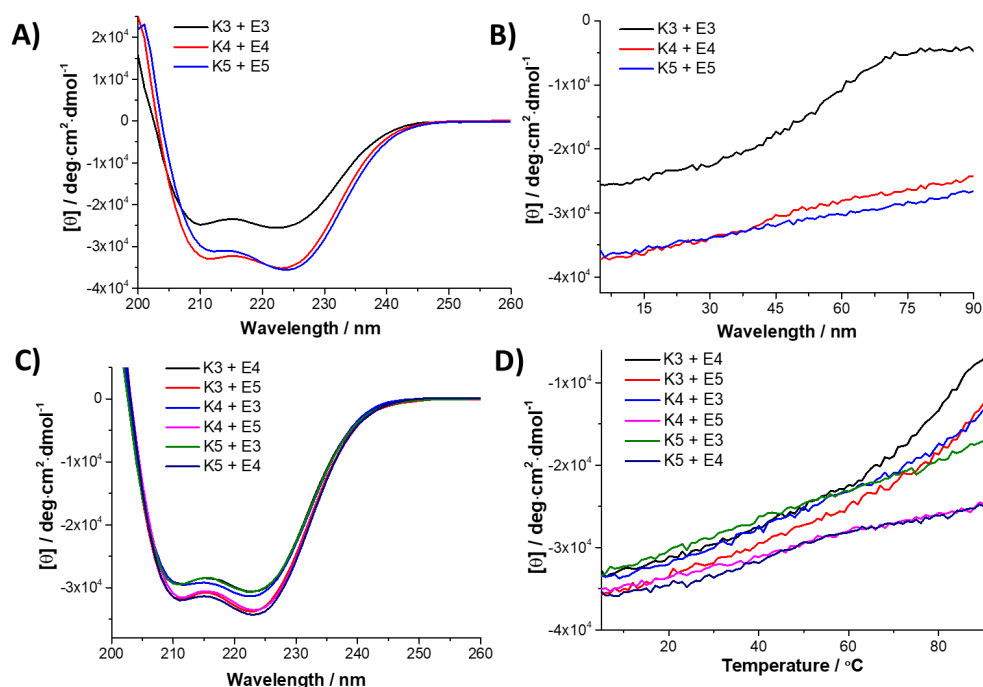 A)
K3 + E3
K4 + E4
K5 + E5
2x10⁴
1x10⁴
0
-1x10⁴
-2x10⁴
-3x10⁴
-4x10⁴
[θ] / deg·cm²·dmol⁻¹
200 210 220 230 240 250 260
Wavelength / nm
B)
K3 + E3
K4 + E4
K5 + E5
0
-1x10⁴
-2x10⁴
-3x10⁴
-4x10⁴
[θ] / deg·cm²·dmol⁻¹
15 30 45 60 75 90
Wavelength / nm
C)
K3 + E4
K3 + E5
K4 + E3
K4 + E5
K5 + E3
K5 + E4
0
-1x10⁴
-2x10⁴
-3x10⁴
[θ] / deg·cm²·dmol⁻¹
200 210 220 230 240 250 260
Wavelength / nm
D)
K3 + E4
K3 + E5
K4 + E3
K4 + E5
K5 + E3
K5 + E4
-1x10⁴
-2x10⁴
-3x10⁴
-4x10⁴
[θ] / deg·cm²·dmol⁻¹
20 40 60 80
Temperature / °C